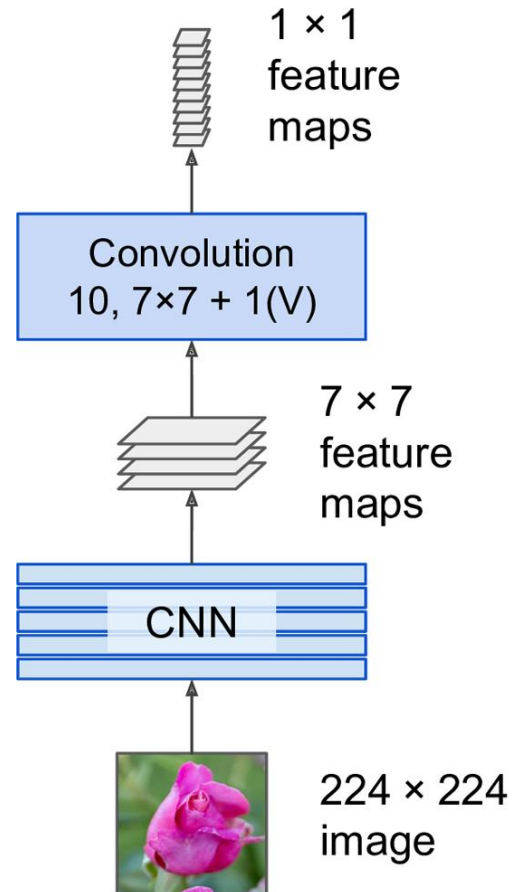 1 × 1
feature
maps
Convolution
10, 7×7 + 1(V)
7 × 7
feature
maps
CNN
224 × 224
image